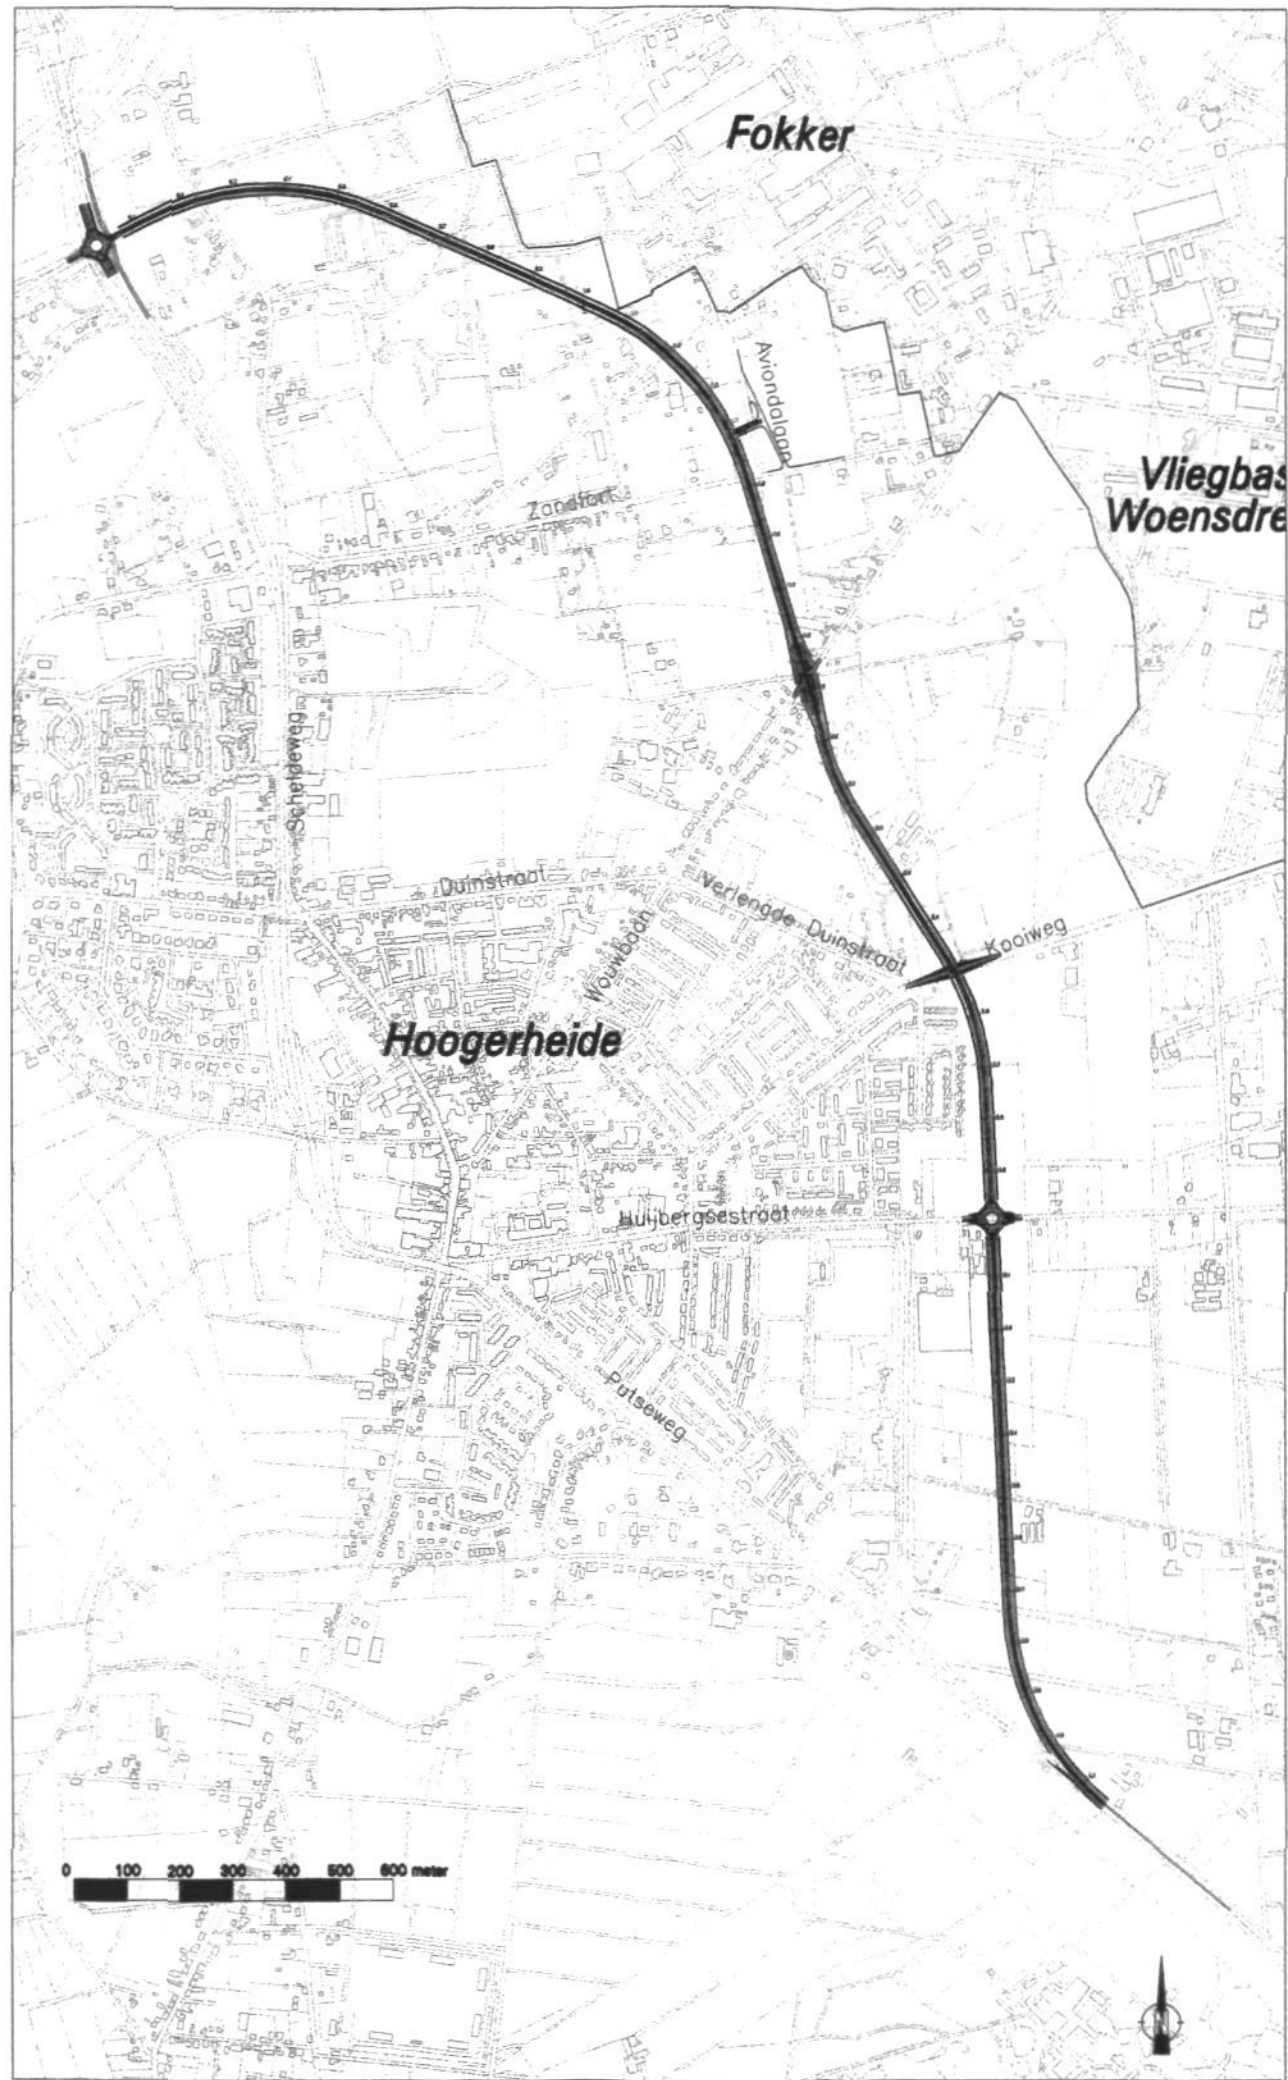 Fokker
Aviondalaan
Vliegbas
Woensdre
Zandfort
Scheldeweg
Duinstraat
Verlengde Duinstraat
Wouwbaan
Kooiweg
Hoogerheide
Huijbergsestraat
Putseweg
0 100 200 300 400 500 600 meter
N